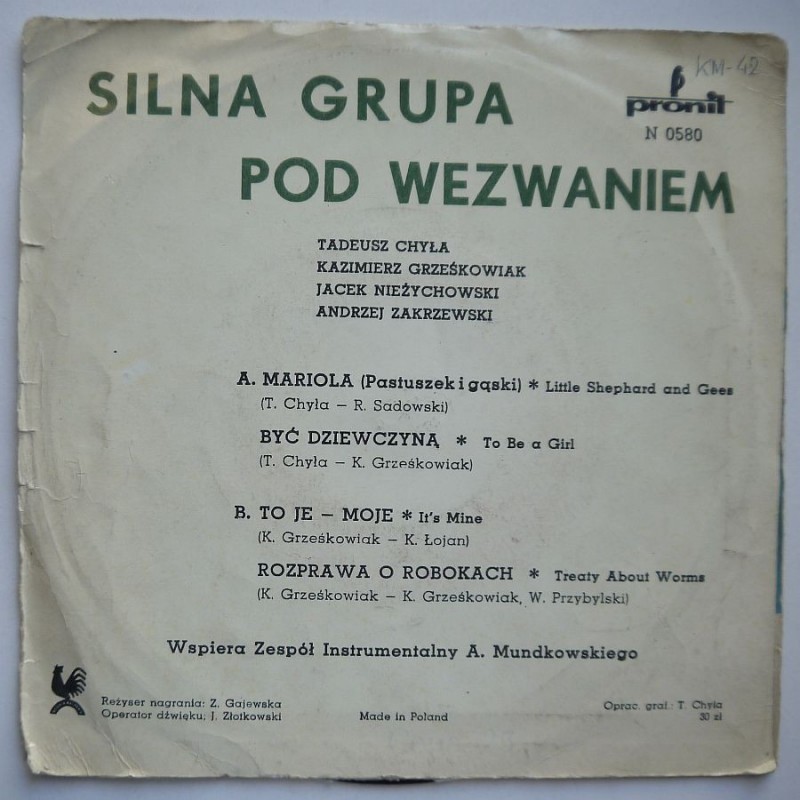 KM-42
SILNA GRUPA
pronit
N 0580
POD WEZWANIEM
TADEUSZ CHYŁA
KAZIMIERZ GRZEŚKOWIAK
JACEK NIEŻYCHOWSKI
ANDRZEJ ZAKRZEWSKI
A. MARIOLA (Pastuszek i gąski) * Little Shephard and Gees
(T. Chyła – R. Sadowski)
BYĆ DZIEWCZYNĄ * To Be a Girl
(T. Chyła – K. Grześkowiak)
B. TO JE – MOJE * It's Mine
(K. Grześkowiak – K. Łojan)
ROZPRAWA O ROBOKACH * Treaty About Worms
(K. Grześkowiak – K. Grześkowiak, W. Przybylski)
Wspiera Zespół Instrumentalny A. Mundkowskiego
Reżyser nagrania: Z. Gajewska
Operator dźwięku: J. Złotkowski
Made in Poland
Oprac. graf.: T. Chyła
30 zł